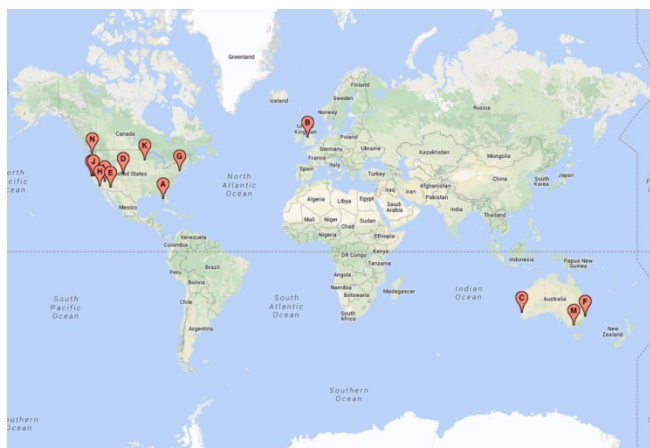 Greenland
Iceland
Finland
Sweden
Norway
Russia
Canada
N
K
B
United
Kingdom
Poland
Germany
Ukraine
Kazakhstan
Mongolia
France
J
D
G
H
E
United States
Italy
Spain
Turkey
North
Pacific
Ocean
North
Atlantic
Ocean
A
Mexico
Algeria
Libya
Egypt
Iraq
Iran
Afghanistan
Pakistan
China
South
Korea
Japan
Saudi
Arabia
India
Mali
Niger
Chad
Sudan
Nigeria
Ethiopia
Thailand
Venezuela
Colombia
Kenya
DR Congo
Tanzania
Indonesia
Papua New
Guinea
Peru
Brazil
Bolivia
Angola
Namibia
Botswana
Madagascar
South
Pacific
Ocean
Chile
South
Atlantic
Ocean
South
Africa
Indian
Ocean
C
Australia
F
M
New
Zealand
Argentina
Southern
Ocean